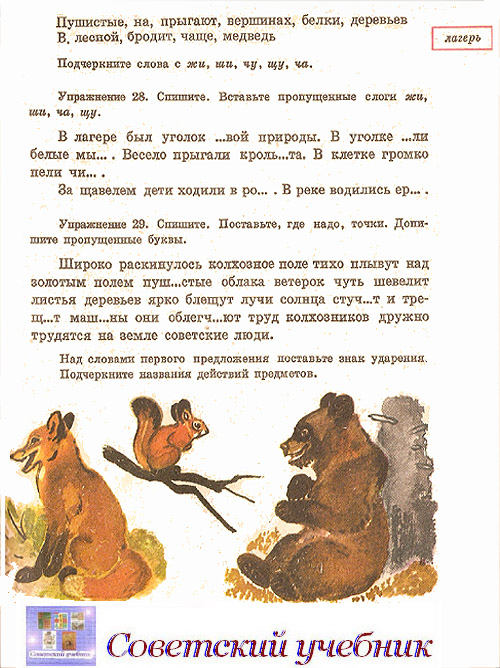 Пушистые, на, прыгают, вершинах, белки, деревьев
В, лесной, бродит, чаще, медведь
лагерь
Подчеркните слова с жи, ши, чу, щу, ча.
Упражнение 28. Спишите. Вставьте пропущенные слоги жи,
ши, ча, щу.
В лагере был уголок ...вой природы. В уголке ...ли
белые мы... . Весело прыгали кроль...та. В клетке громко
пели чи... .
За щавелем дети ходили в ро... . В реке водились ер... .
Упражнение 29. Спишите. Поставьте, где надо, точки. Допи-
шите пропущенные буквы.
Широко раскинулось колхозное поле тихо плывут над
золотым полем пуш...стые облака ветерок чуть шевелит
листья деревьев ярко блещут лучи солнца стуч...т и тре-
щ...т маш...ны они облегч...ют труд колхозников дружно
трудятся на земле советские люди.
Над словами первого предложения поставьте знак ударения.
Подчеркните названия действий предметов.
Советский учебник
Советский учебник